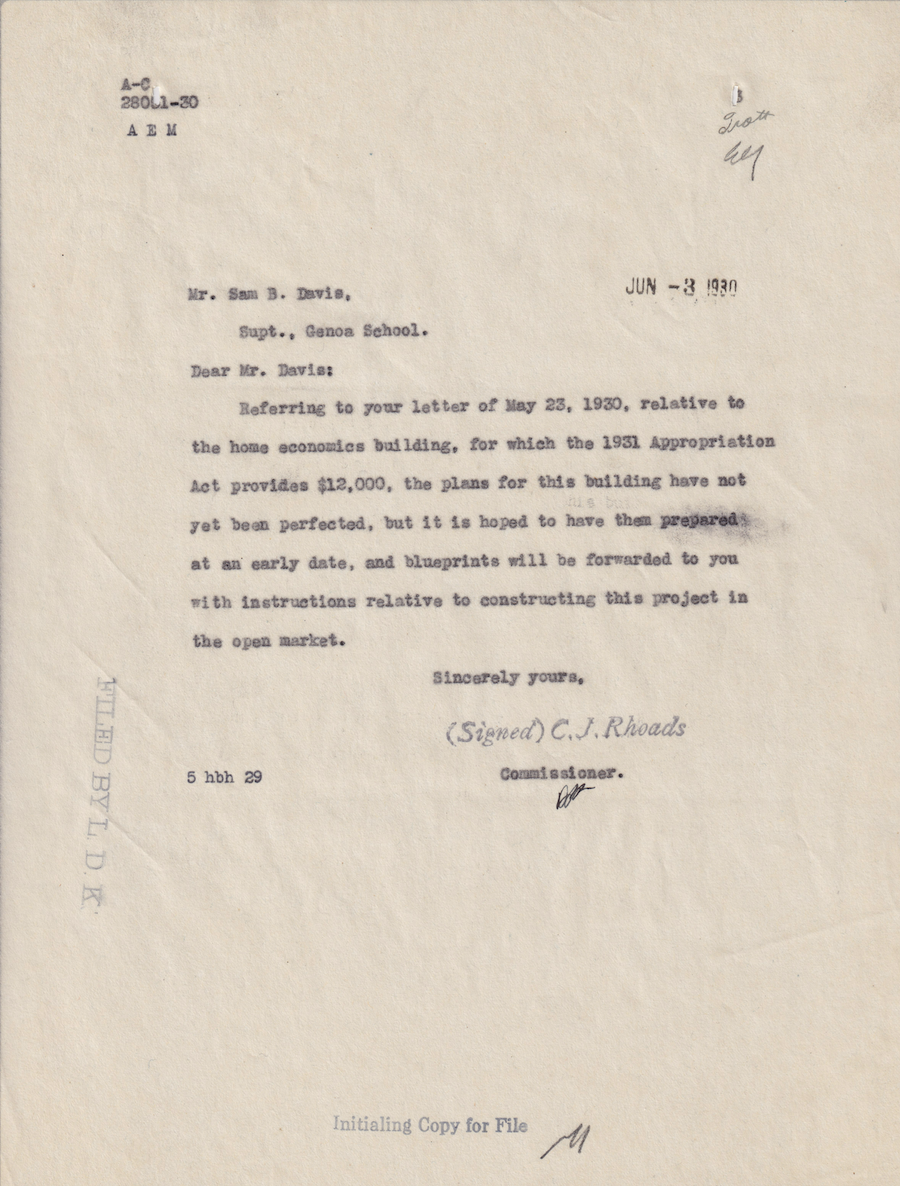 A-C
28061-30
A E M
Mr. Sam B. Davis,
JUN -3 1930
Supt., Genoa School.
Dear Mr. Davis:
Referring to your letter of May 23, 1930, relative to
the home economics building, for which the 1931 Appropriation
Act provides $12,000, the plans for this building have not
yet been perfected, but it is hoped to have them prepared
at an early date, and blueprints will be forwarded to you
with instructions relative to constructing this project in
the open market.
Sincerely yours,
(Signed) C. J. Rhoads
5 hbh 29
Commissioner.
FILED BY L. D. K.
Initialing Copy for File